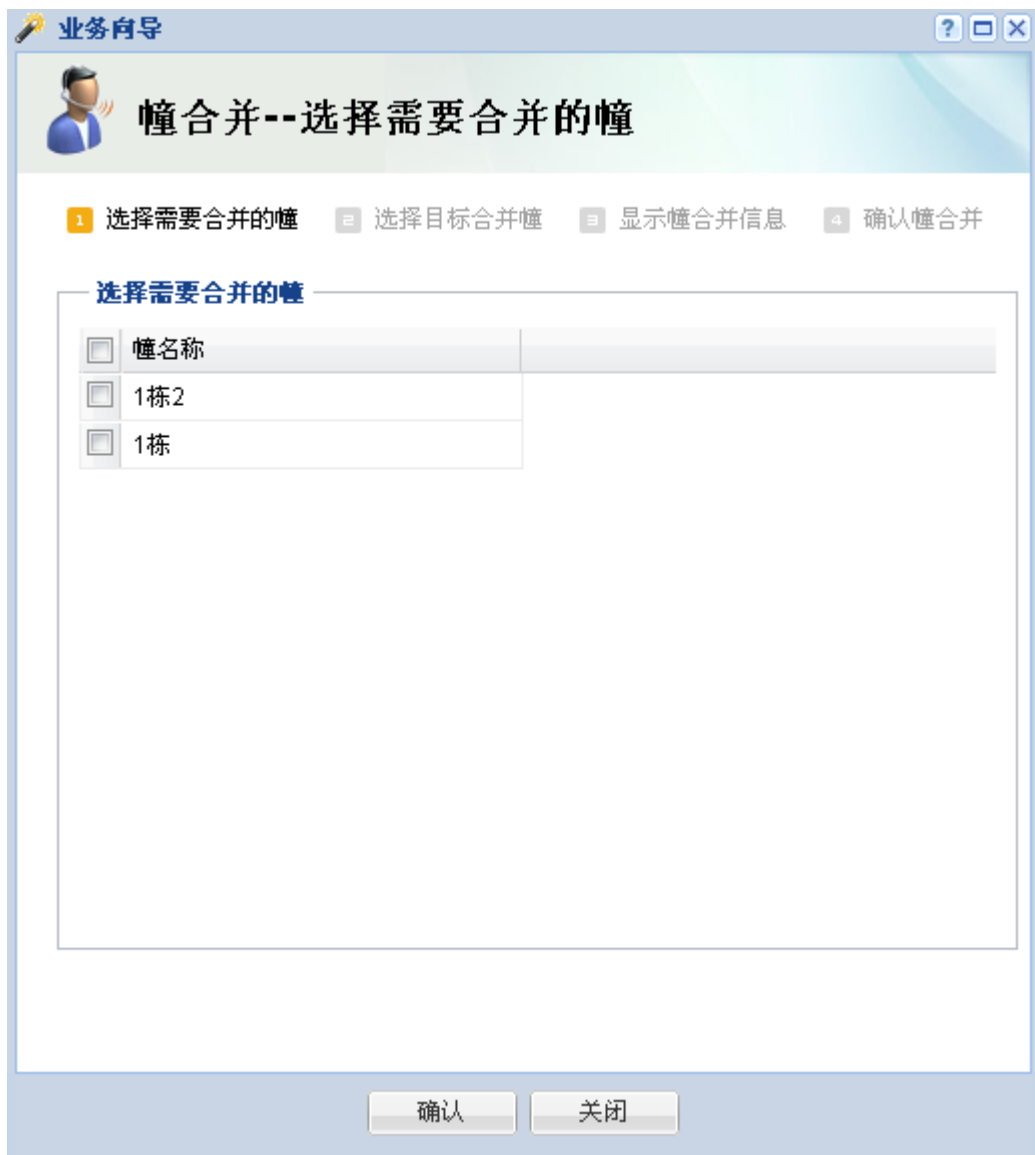 业务向导
幢合并--选择需要合并的幢
1 选择需要合并的幢 2 选择目标合并幢 3 显示幢合并信息 4 确认幢合并
选择需要合并的幢
幢名称
1栋2
1栋
确认 关闭